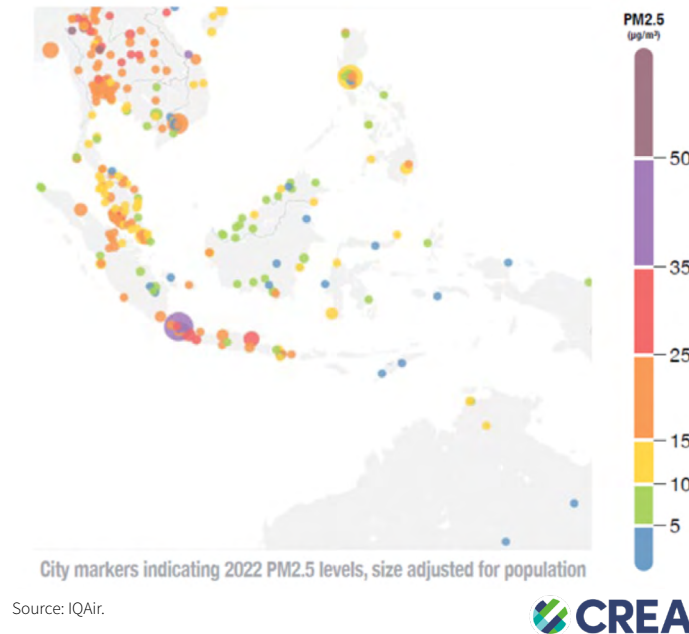 PM2.5
(µg/m³)
50
35
25
15
10
5
City markers indicating 2022 PM2.5 levels, size adjusted for population
Source: IQAir.
CREA